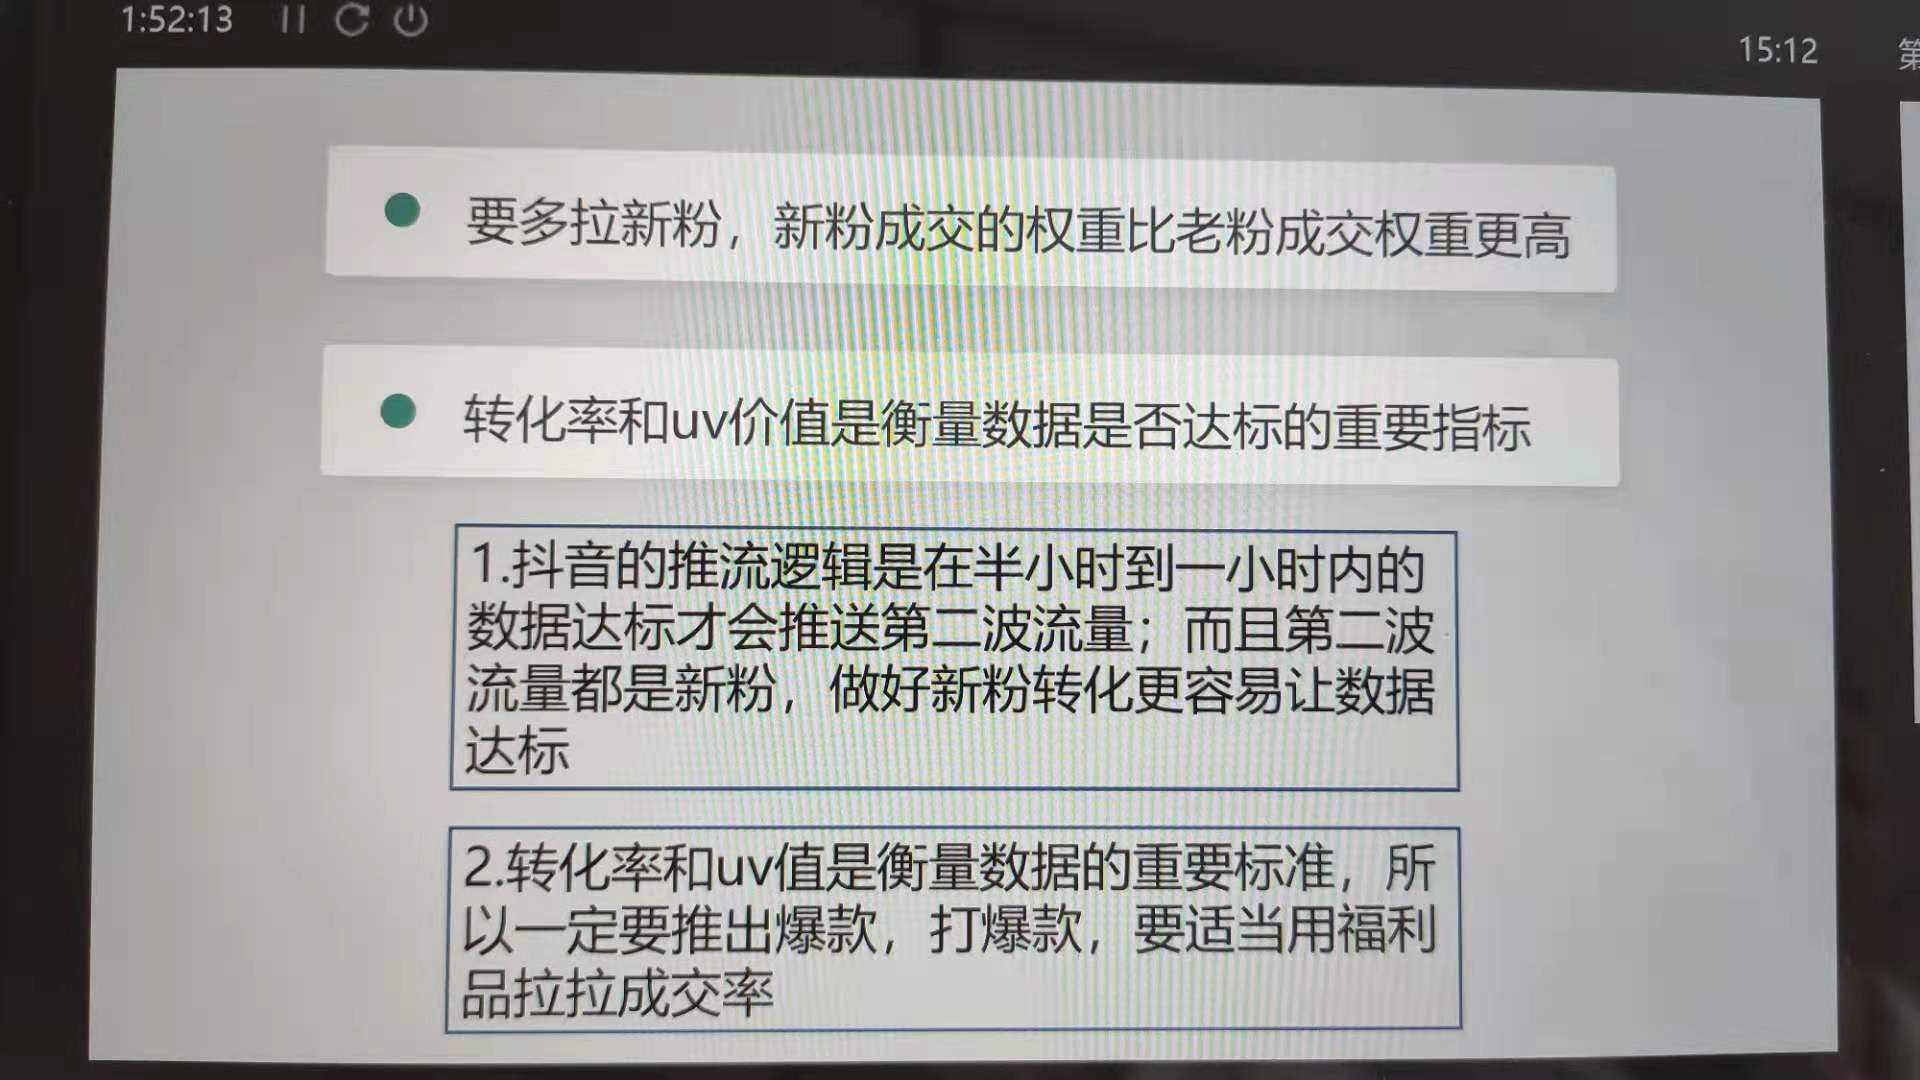 1:52:13
15:12
第
要多拉新粉，新粉成交的权重比老粉成交权重更高
转化率和uv价值是衡量数据是否达标的重要指标
1.抖音的推流逻辑是在半小时到一小时内的
数据达标才会推送第二波流量；而且第二波
流量都是新粉，做好新粉转化更容易让数据
达标
2.转化率和uv值是衡量数据的重要标准，所
以一定要推出爆款，打爆款，要适当用福利
品拉拉成交率